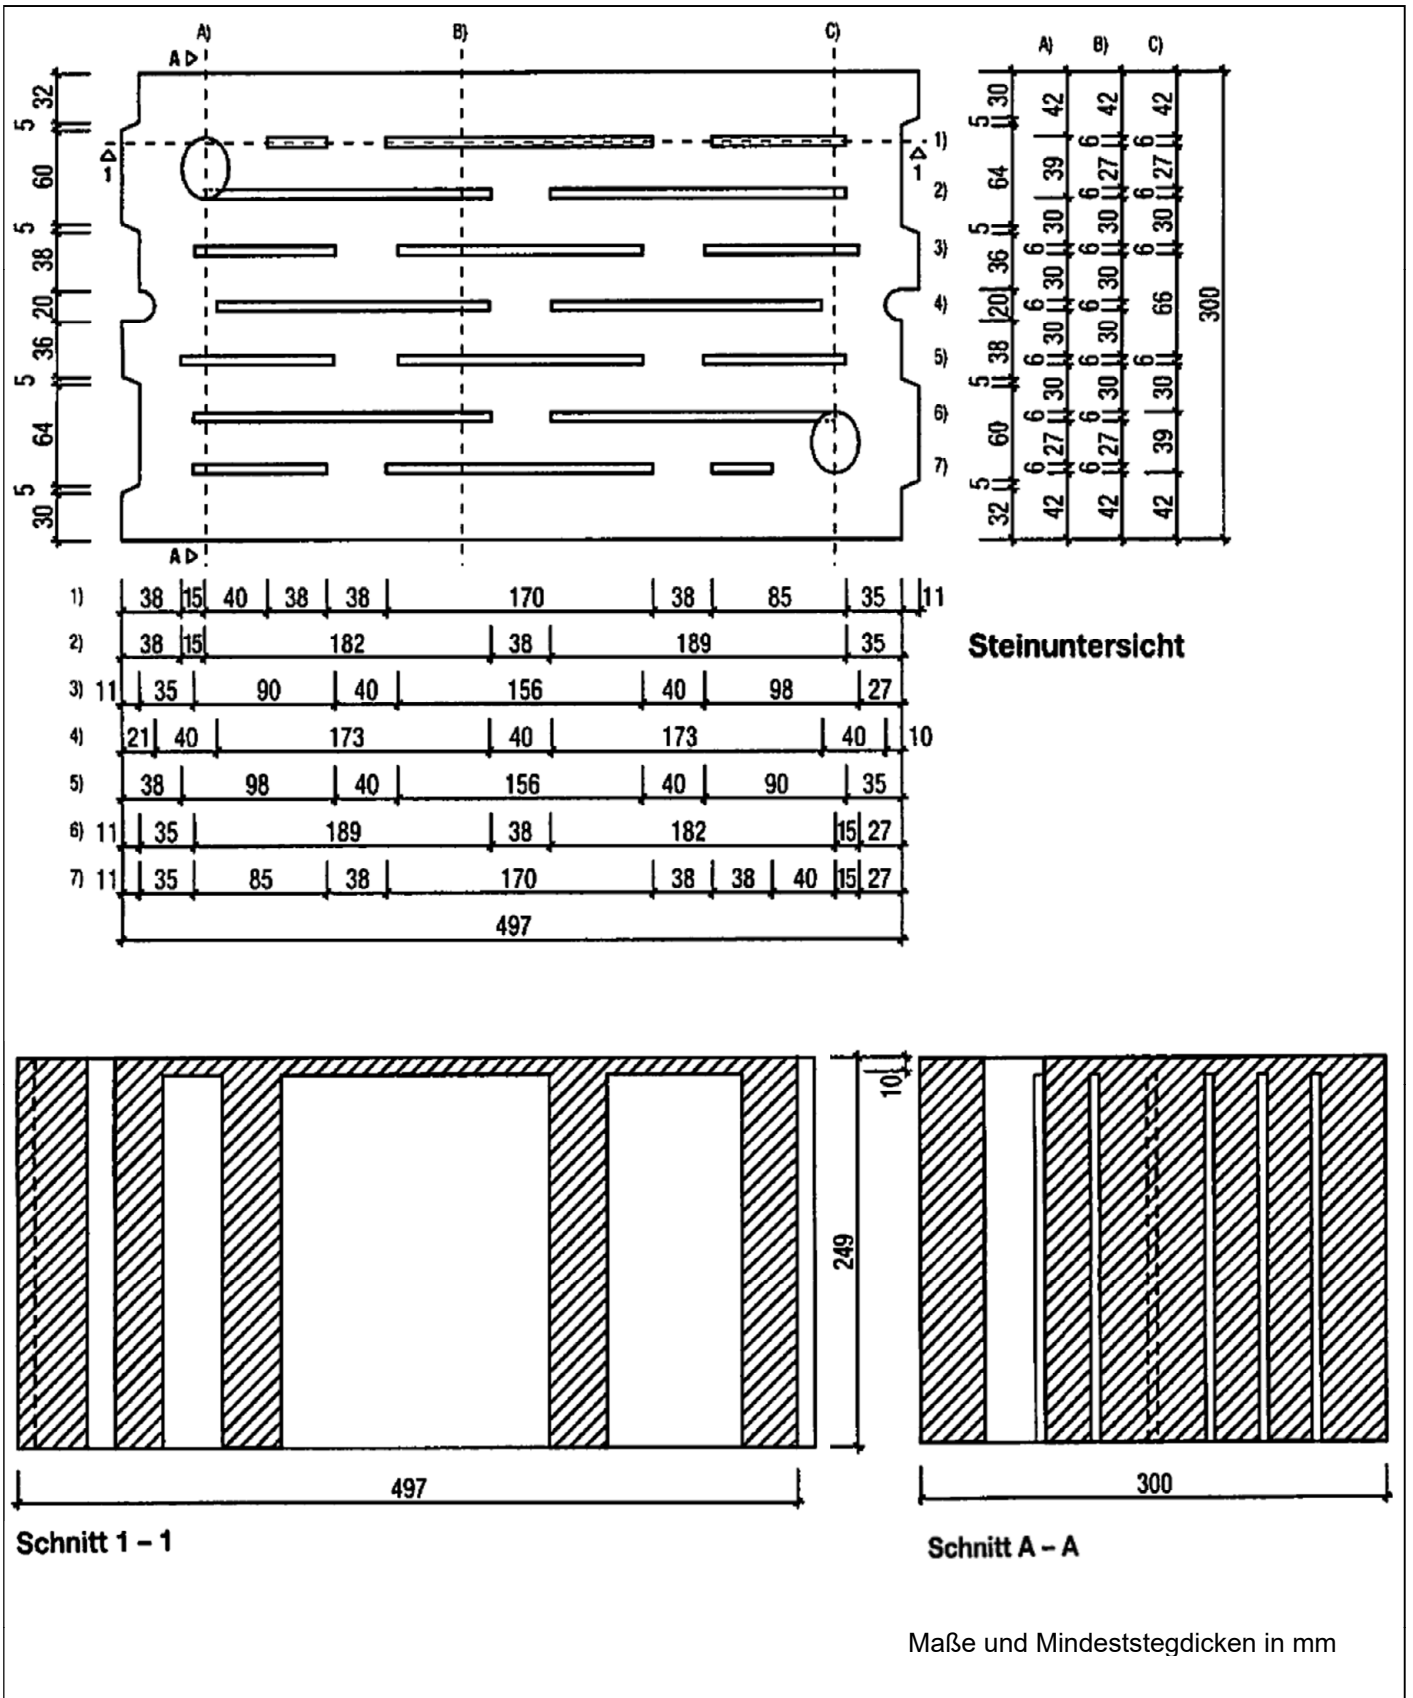 A) B) C)
A
A) B) C)
32 5 60 5 38 20 36 5 64 5 30
1 1
1)
2)
3)
4)
5)
6)
7)
30 5 64 5 36 20 38 5 60 5 32
42 39 30 6 30 6 30 6 30 6 27 6 42
42 6 27 6 30 6 30 6 30 6 30 6 27 6 42
42 6 27 6 30 6 66 6 30 39 42
300
A
1) 38 15 40 38 38 170 38 85 35 11
2) 38 15 182 38 189 35
Steinuntersicht
3) 11 35 90 40 156 40 98 27
4) 21 40 173 40 173 40 10
5) 38 98 40 156 40 90 35
6) 11 35 189 38 182 15 27
7) 11 35 85 38 170 38 38 40 15 27
497
10
249
497
300
Schnitt 1 – 1
Schnitt A – A
Maße und Mindeststegdicken in mm